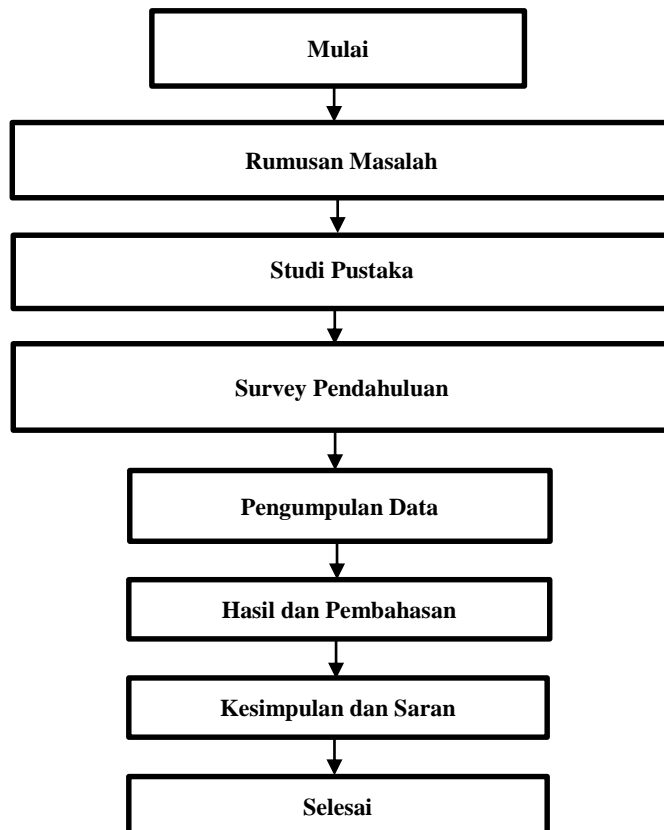 Mulai
Rumusan Masalah
Studi Pustaka
Survey Pendahuluan
Pengumpulan Data
Hasil dan Pembahasan
Kesimpulan dan Saran
Selesai